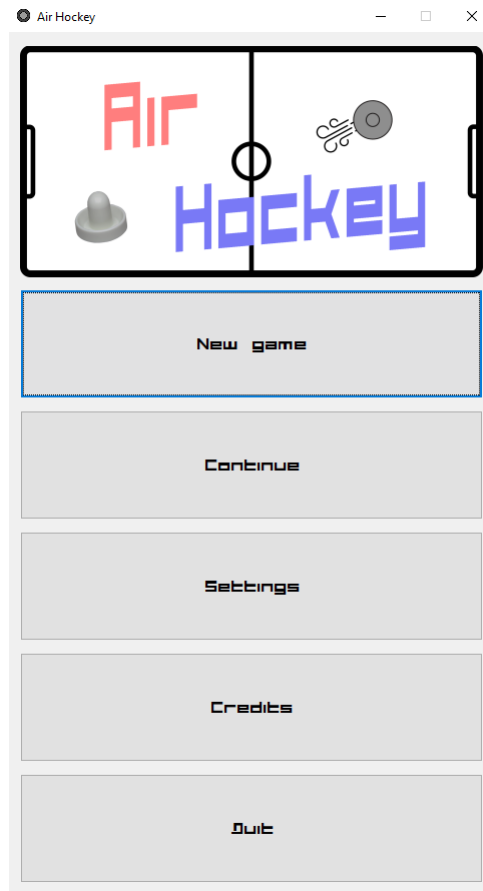 Air Hockey
Air
Hockey
New game
Continue
Settings
Credits
Quit